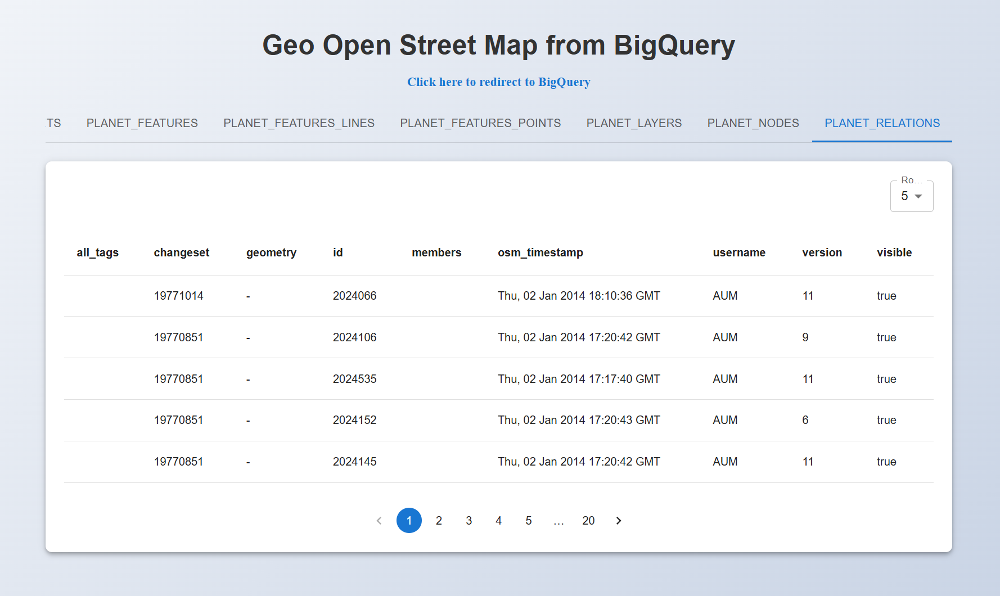 Geo Open Street Map from BigQuery
Click here to redirect to BigQuery
TS PLANET_FEATURES PLANET_FEATURES_LINES PLANET_FEATURES_POINTS PLANET_LAYERS PLANET_NODES PLANET_RELATIONS
Ro...
5
all_tags changeset geometry id members osm_timestamp username version visible
19771014 - 2024066 Thu, 02 Jan 2014 18:10:36 GMT AUM 11 true
19770851 - 2024106 Thu, 02 Jan 2014 17:20:42 GMT AUM 9 true
19770851 - 2024535 Thu, 02 Jan 2014 17:17:40 GMT AUM 11 true
19770851 - 2024152 Thu, 02 Jan 2014 17:20:43 GMT AUM 6 true
19770851 - 2024145 Thu, 02 Jan 2014 17:20:42 GMT AUM 11 true
1 2 3 4 5 ... 20